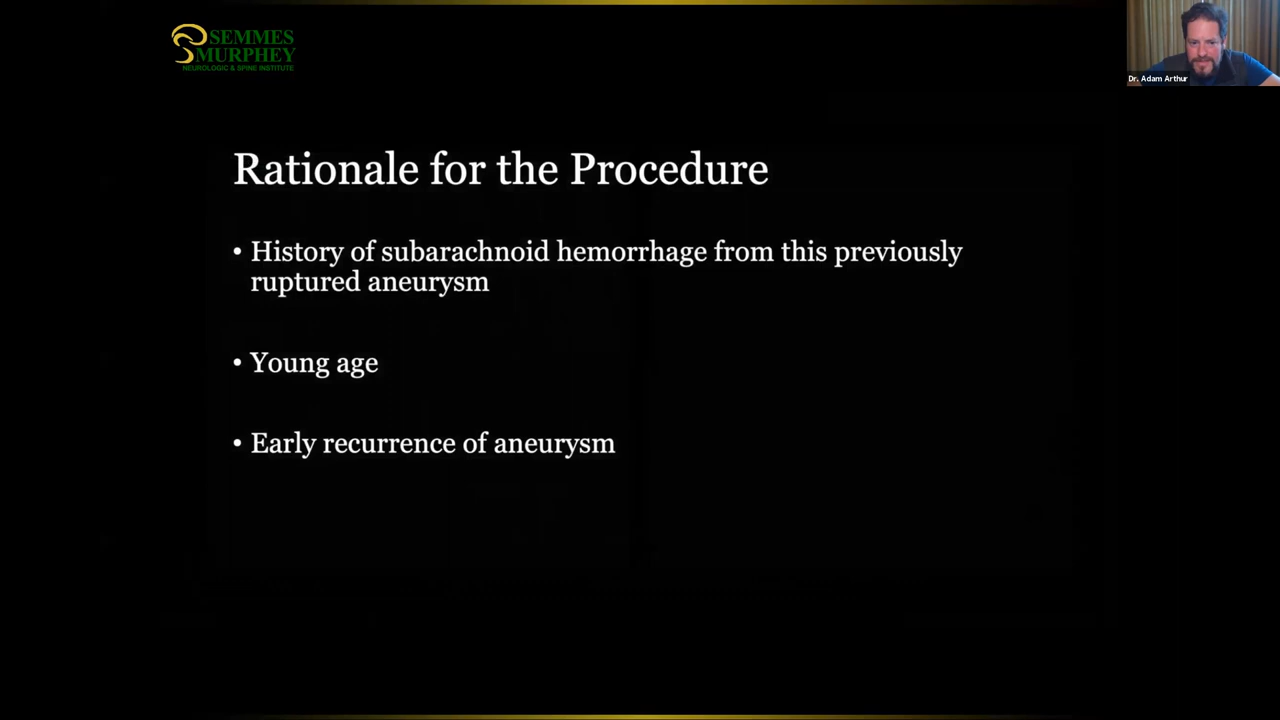 SEMMES
MURPHEY
NEUROLOGIC & SPINE INSTITUTE
Dr. Adam Arthur
Rationale for the Procedure
• History of subarachnoid hemorrhage from this previously
ruptured aneurysm
• Young age
• Early recurrence of aneurysm